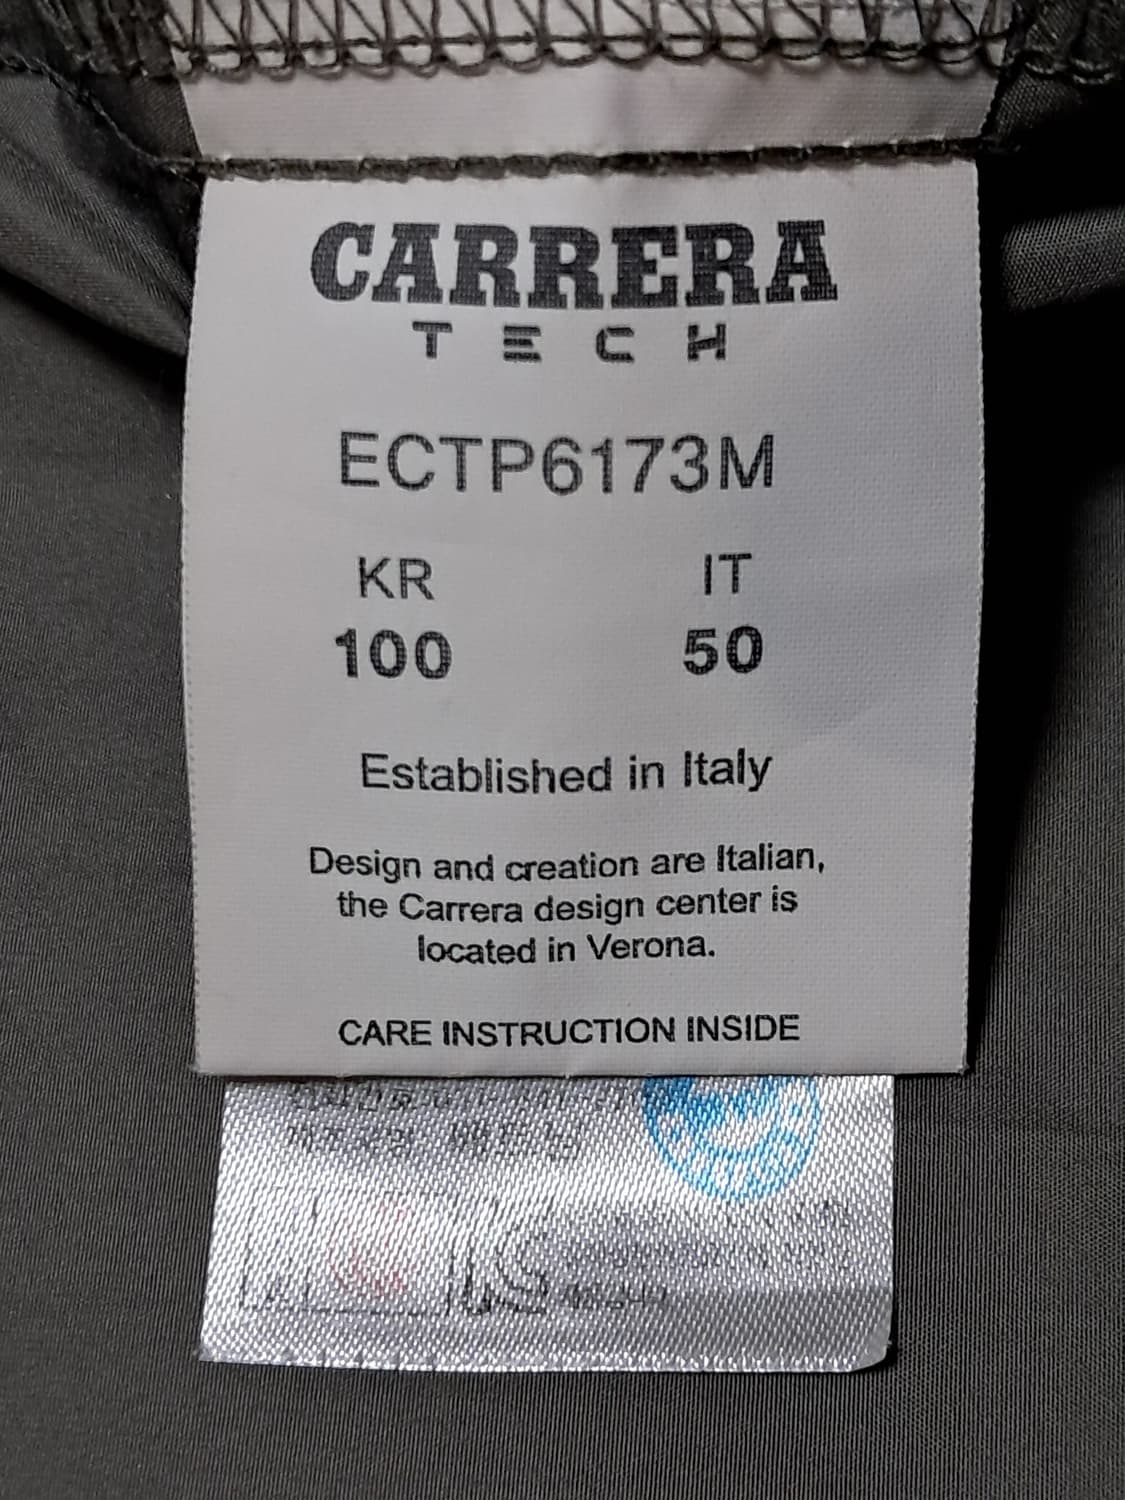 CARRERA
TECH
ECTP6173M
KR IT
100 50
Established in Italy
Design and creation are Italian,
the Carrera design center is
located in Verona.
CARE INSTRUCTION INSIDE